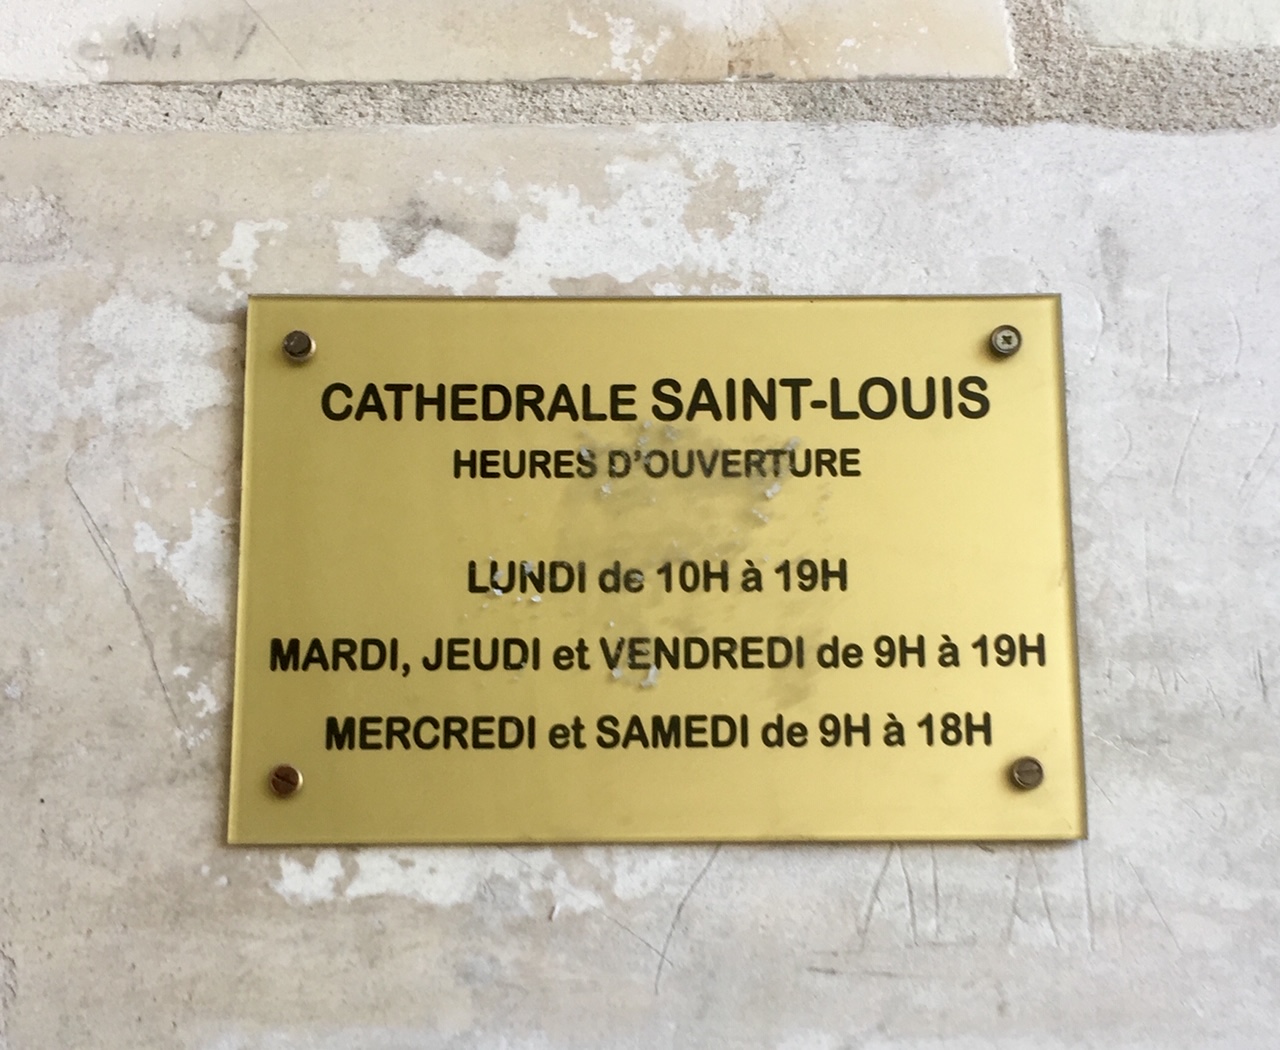 CATHEDRALE SAINT-LOUIS
HEURES D'OUVERTURE
LUNDI de 10H à 19H
MARDI, JEUDI et VENDREDI de 9H à 19H
MERCREDI et SAMEDI de 9H à 18H